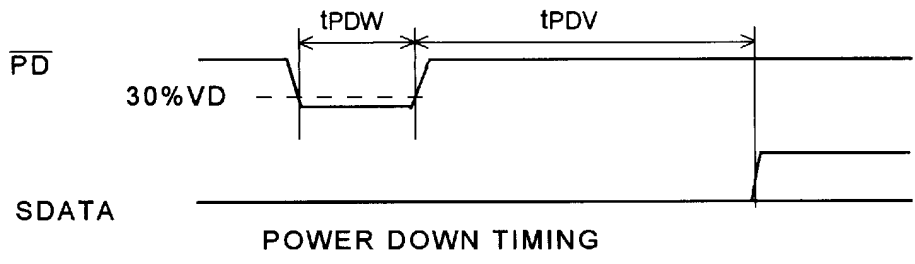 tPDW tPDV
PD
30%VD
SDATA
POWER DOWN TIMING